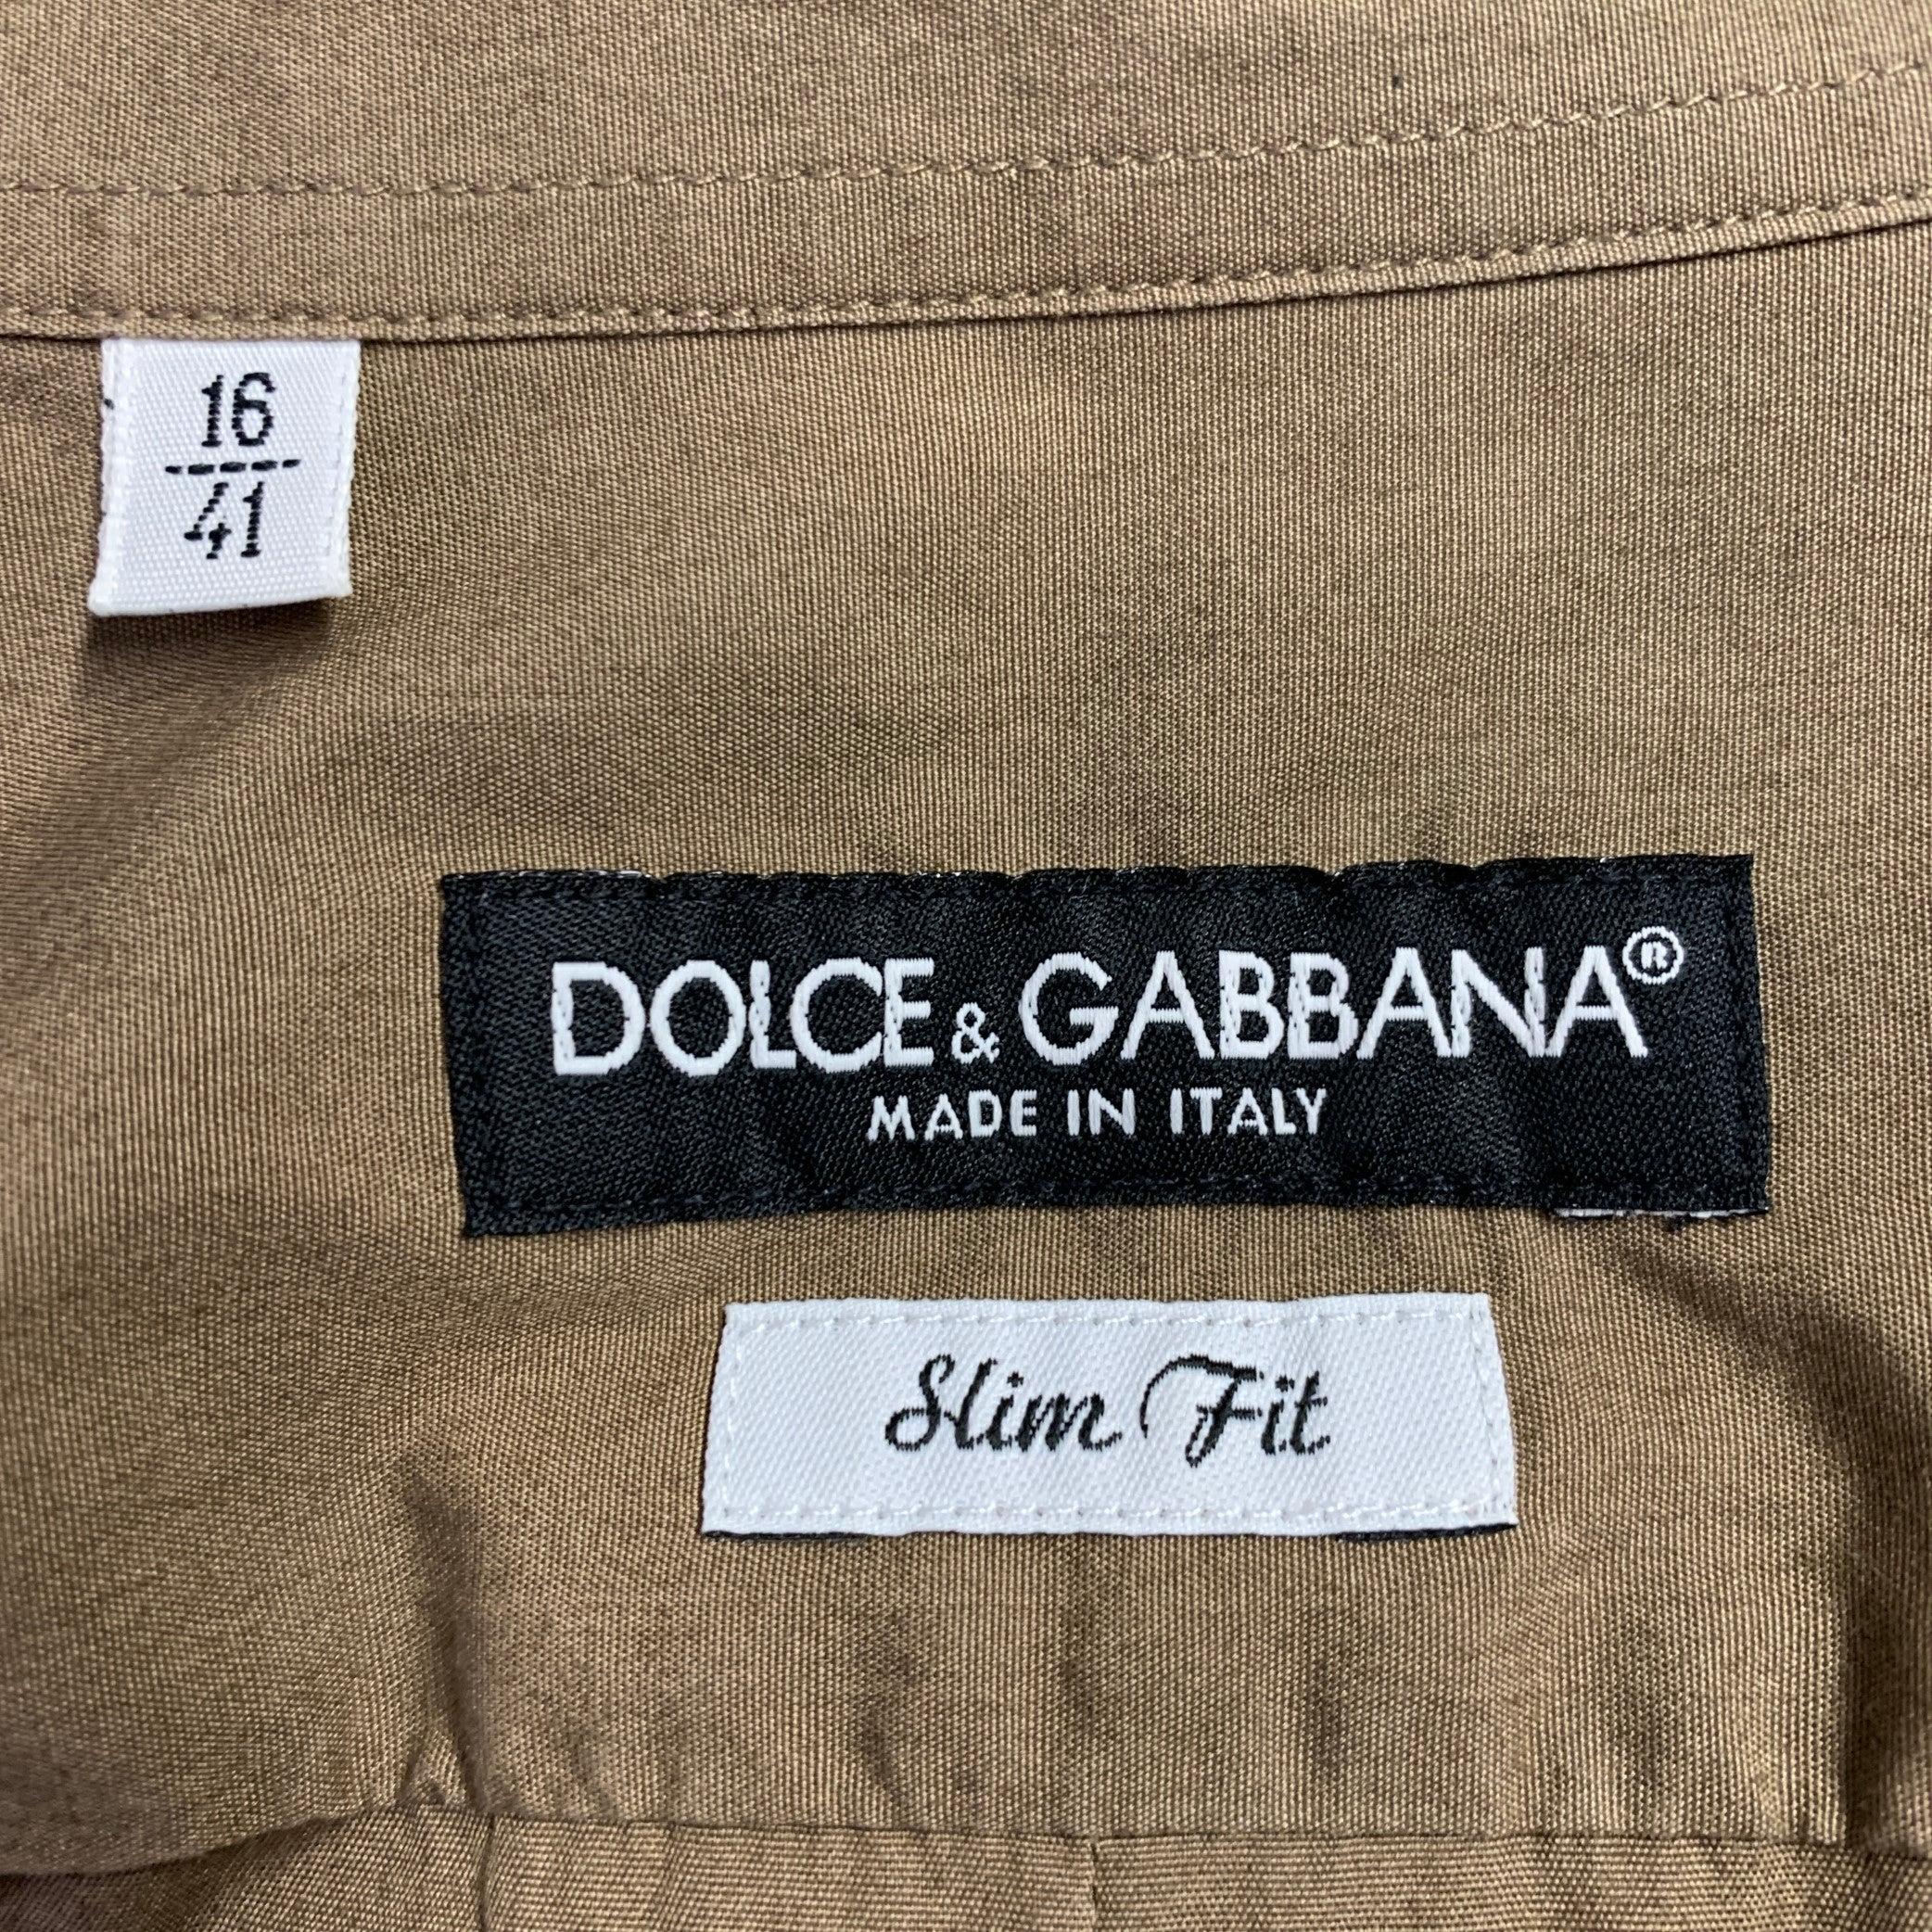 16
41
DOLCE & GABBANA®
MADE IN ITALY
Slim Fit